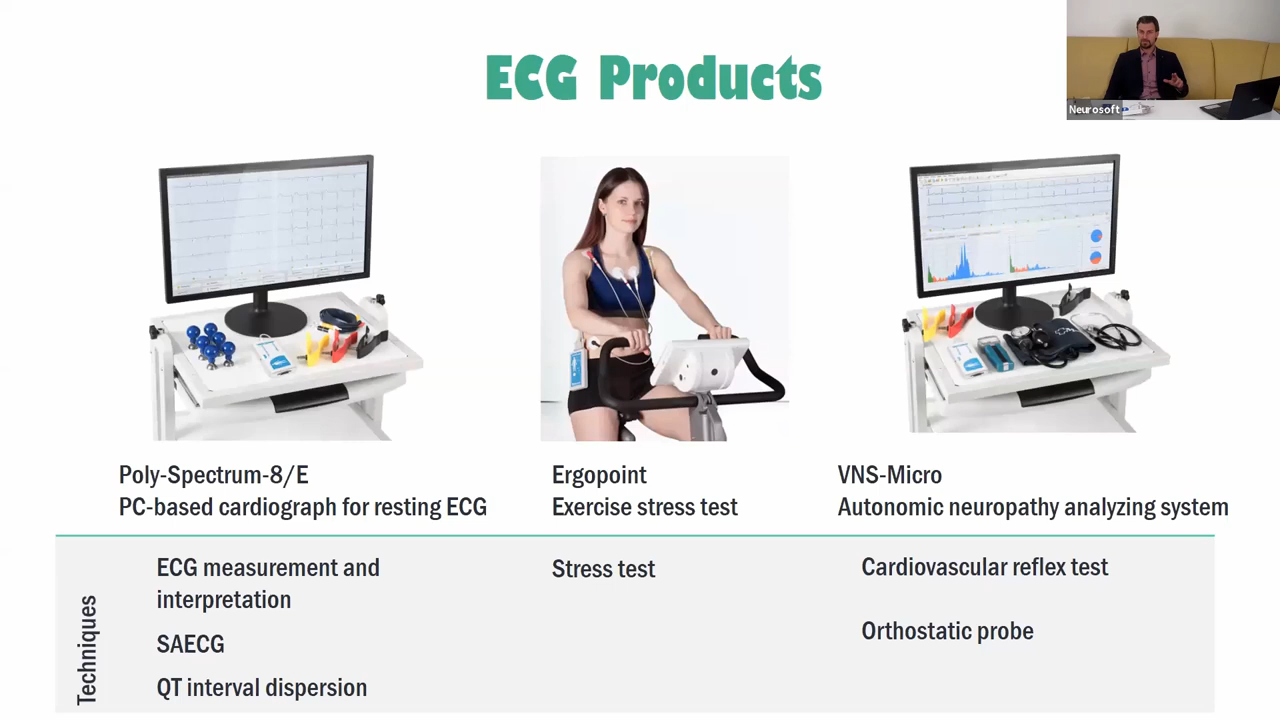 ECG Products
Neurosoft
Poly-Spectrum-8/E
PC-based cardiograph for resting ECG
Ergopoint
Exercise stress test
VNS-Micro
Autonomic neuropathy analyzing system
Techniques
ECG measurement and
interpretation
SAECG
QT interval dispersion
Stress test
Cardiovascular reflex test
Orthostatic probe